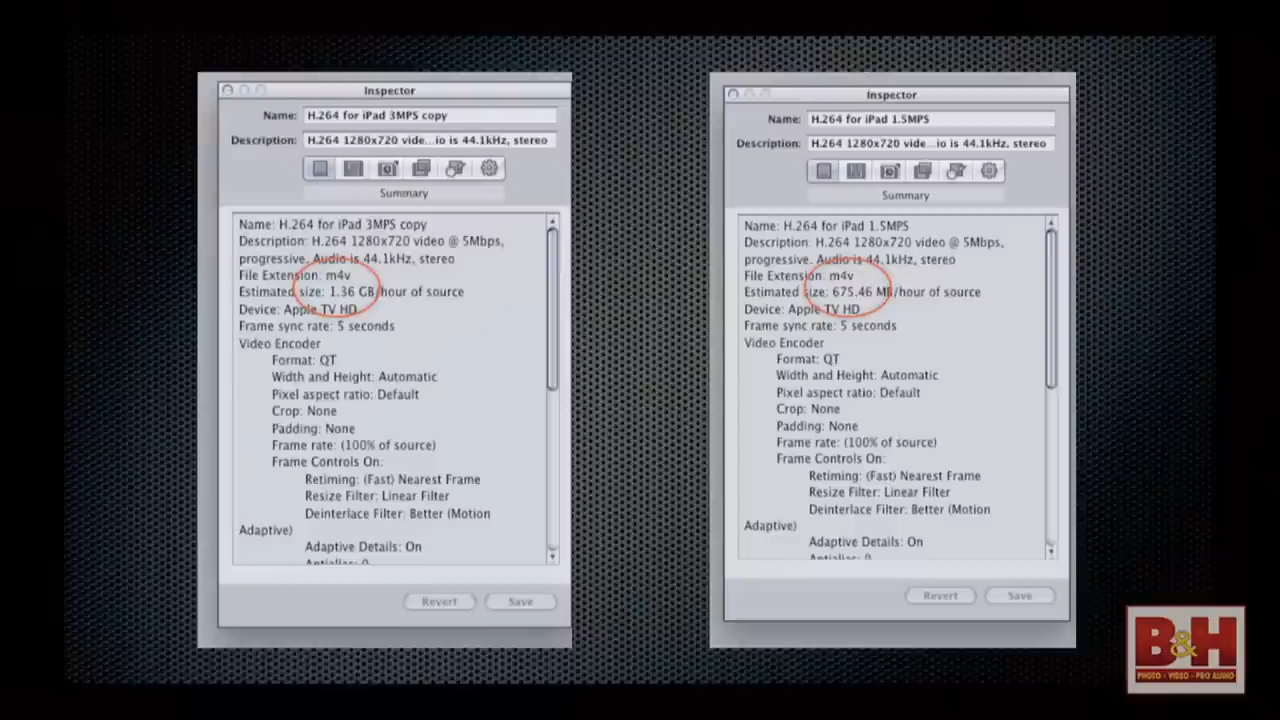 Inspector
Name: H.264 for iPad 3MPS copy
Description: H.264 1280x720 vide...io is 44.1kHz, stereo
Summary
Name: H.264 for iPad 3MPS copy
Description: H.264 1280x720 video @ 5Mbps,
progressive. Audio is 44.1kHz, stereo
File Extension: m4v
Estimated size: 1.36 GB/hour of source
Device: Apple TV HD
Frame sync rate: 5 seconds
Video Encoder
Format: QT
Width and Height: Automatic
Pixel aspect ratio: Default
Crop: None
Padding: None
Frame rate: (100% of source)
Frame Controls On:
Retiming: (Fast) Nearest Frame
Resize Filter: Linear Filter
Deinterlace Filter: Better (Motion
Adaptive)
Adaptive Details: On
Antialias: 0
Revert Save
Inspector
Name: H.264 for iPad 1.5MPS
Description: H.264 1280x720 vide...io is 44.1kHz, stereo
Summary
Name: H.264 for iPad 1.5MPS
Description: H.264 1280x720 video @ 5Mbps,
progressive. Audio is 44.1kHz, stereo
File Extension: m4v
Estimated size: 675.46 MB/hour of source
Device: Apple TV HD
Frame sync rate: 5 seconds
Video Encoder
Format: QT
Width and Height: Automatic
Pixel aspect ratio: Default
Crop: None
Padding: None
Frame rate: (100% of source)
Frame Controls On:
Retiming: (Fast) Nearest Frame
Resize Filter: Linear Filter
Deinterlace Filter: Better (Motion
Adaptive)
Adaptive Details: On
Antialias: 0
Revert Save
B&H
PHOTO - VIDEO - PRO AUDIO